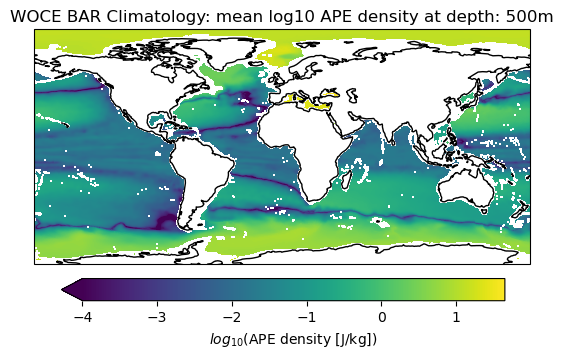 WOCE BAR Climatology: mean log10 APE density at depth: 500m
−4 −3 −2 −1 0 1
log₁₀(APE density [J/kg])